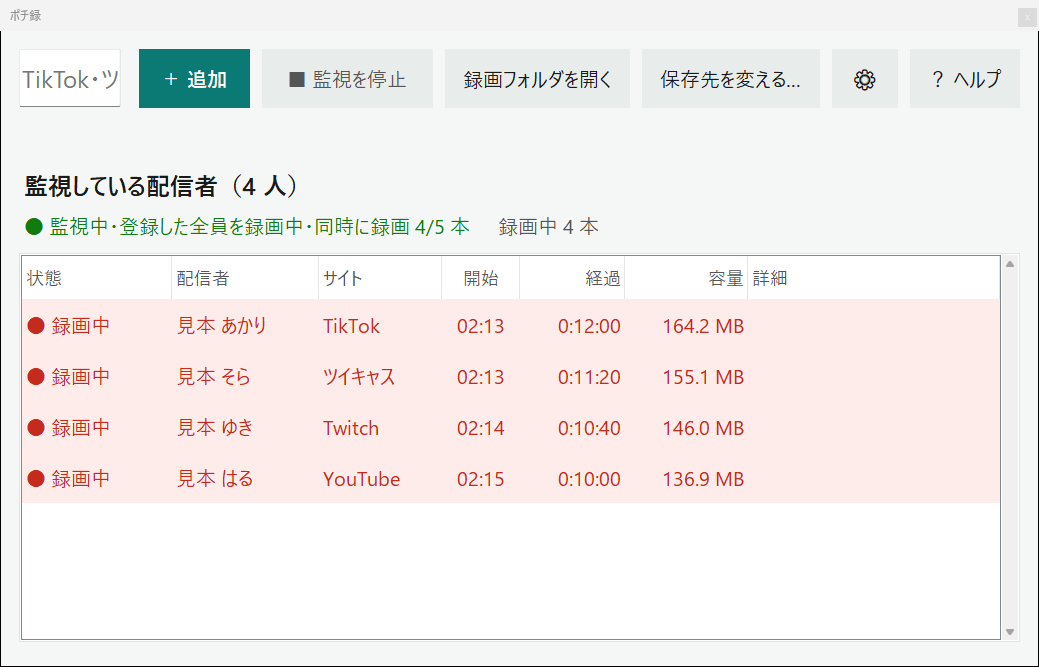 ポチ録
TikTok・ツ
＋ 追加
■ 監視を停止
録画フォルダを開く
保存先を変える...
？ ヘルプ
監視している配信者（4 人）
● 監視中・登録した全員を録画中・同時に録画 4/5 本　録画中 4 本
状態 配信者 サイト 開始 経過 容量 詳細
● 録画中 見本 あかり TikTok 02:13 0:12:00 164.2 MB
● 録画中 見本 そら ツイキャス 02:13 0:11:20 155.1 MB
● 録画中 見本 ゆき Twitch 02:14 0:10:40 146.0 MB
● 録画中 見本 はる YouTube 02:15 0:10:00 136.9 MB